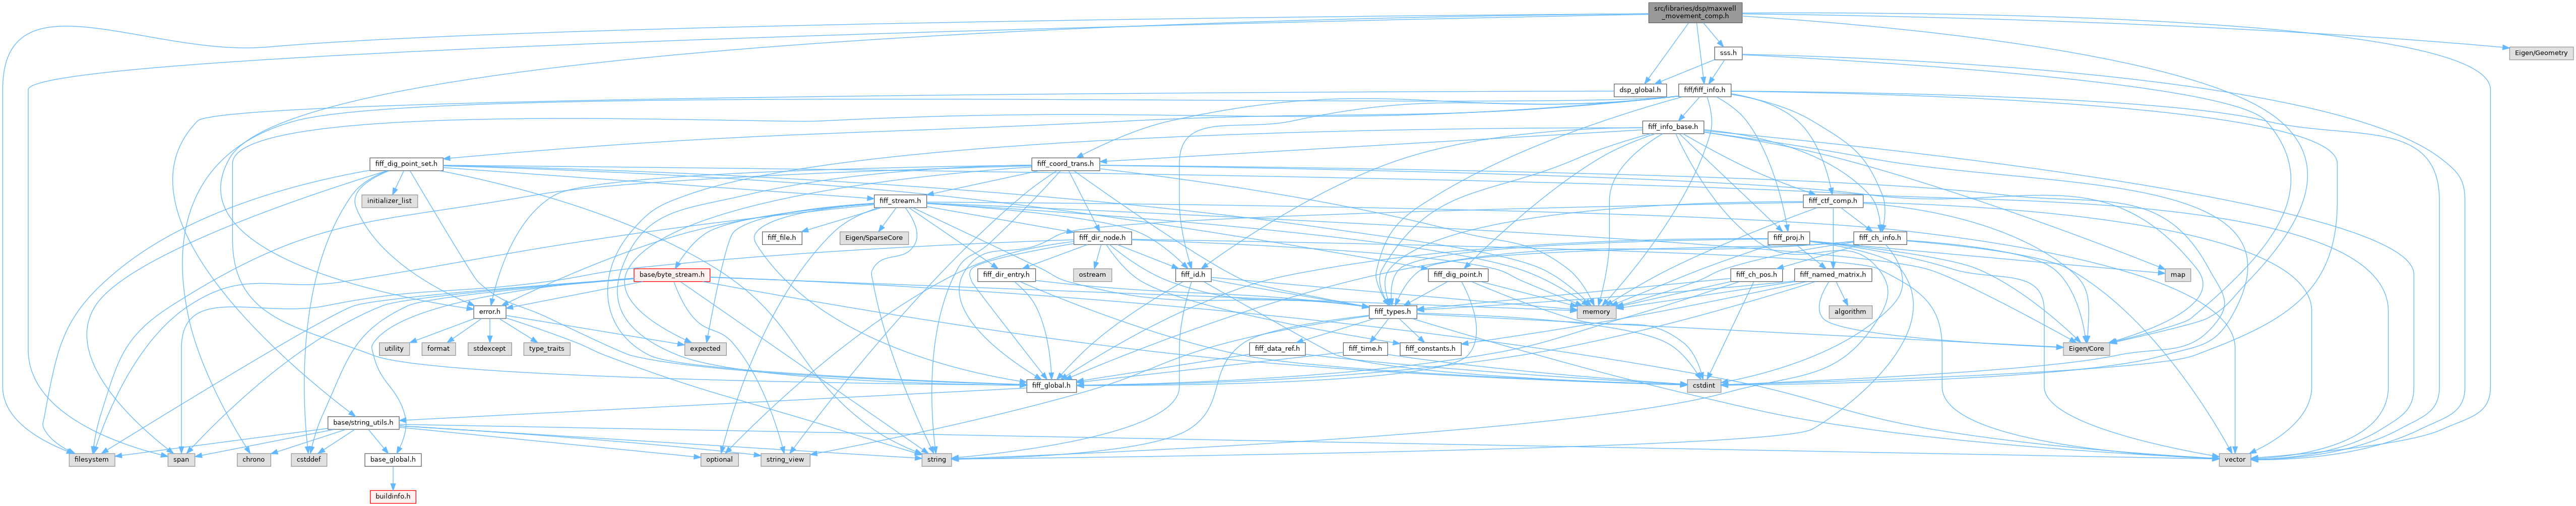 src/libraries/dsp/maxwell
_movement_comp.h
sss.h
Eigen/Geometry
dsp_global.h
fiff/fiff_info.h
fiff_info_base.h
fiff_dig_point_set.h
fiff_coord_trans.h
initializer_list
fiff_stream.h
fiff_ctf_comp.h
fiff_file.h
Eigen/SparseCore
fiff_dir_node.h
fiff_proj.h
fiff_ch_info.h
base/byte_stream.h
fiff_dir_entry.h
ostream
fiff_id.h
fiff_dig_point.h
fiff_ch_pos.h
fiff_named_matrix.h
map
error.h
fiff_types.h
memory
algorithm
utility
format
stdexcept
type_traits
expected
fiff_data_ref.h
fiff_time.h
fiff_constants.h
Eigen/Core
fiff_global.h
cstdint
base/string_utils.h
filesystem
span
chrono
cstddef
base_global.h
optional
string_view
string
vector
buildinfo.h